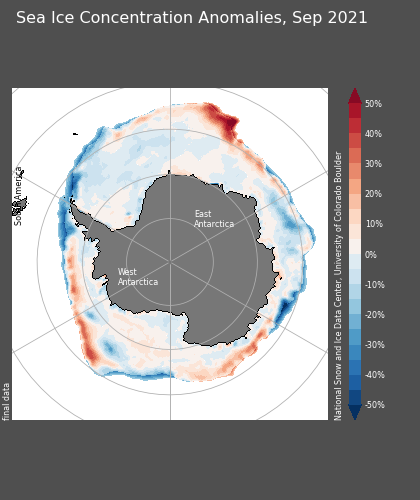 Sea Ice Concentration Anomalies, Sep 2021
South America
East
Antarctica
West
Antarctica
final data
National Snow and Ice Data Center, University of Colorado Boulder
50%
40%
30%
20%
10%
0%
-10%
-20%
-30%
-40%
-50%